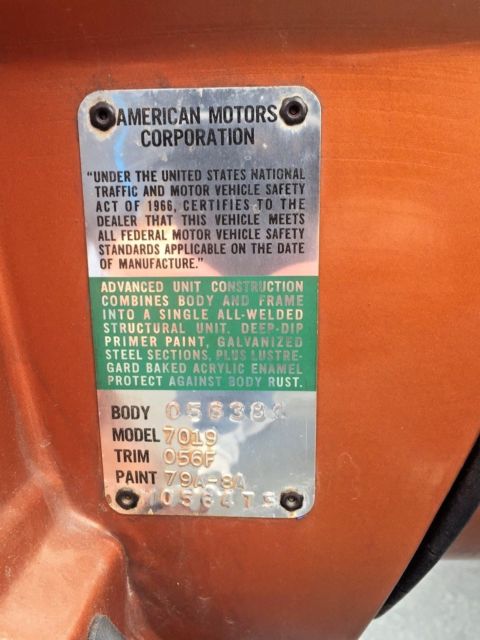 AMERICAN MOTORS
CORPORATION
"UNDER THE UNITED STATES NATIONAL
TRAFFIC AND MOTOR VEHICLE SAFETY
ACT OF 1966, CERTIFIES TO THE
DEALER THAT THIS VEHICLE MEETS
ALL FEDERAL MOTOR VEHICLE SAFETY
STANDARDS APPLICABLE ON THE DATE
OF MANUFACTURE."
ADVANCED UNIT CONSTRUCTION
COMBINES BODY AND FRAME
INTO A SINGLE ALL-WELDED
STRUCTURAL UNIT. DEEP-DIP
PRIMER PAINT, GALVANIZED
STEEL SECTIONS, PLUS LUSTRE-
GARD BAKED ACRYLIC ENAMEL
PROTECT AGAINST BODY RUST.
BODY
MODEL 7019
TRIM 056F
PAINT 79A-8A